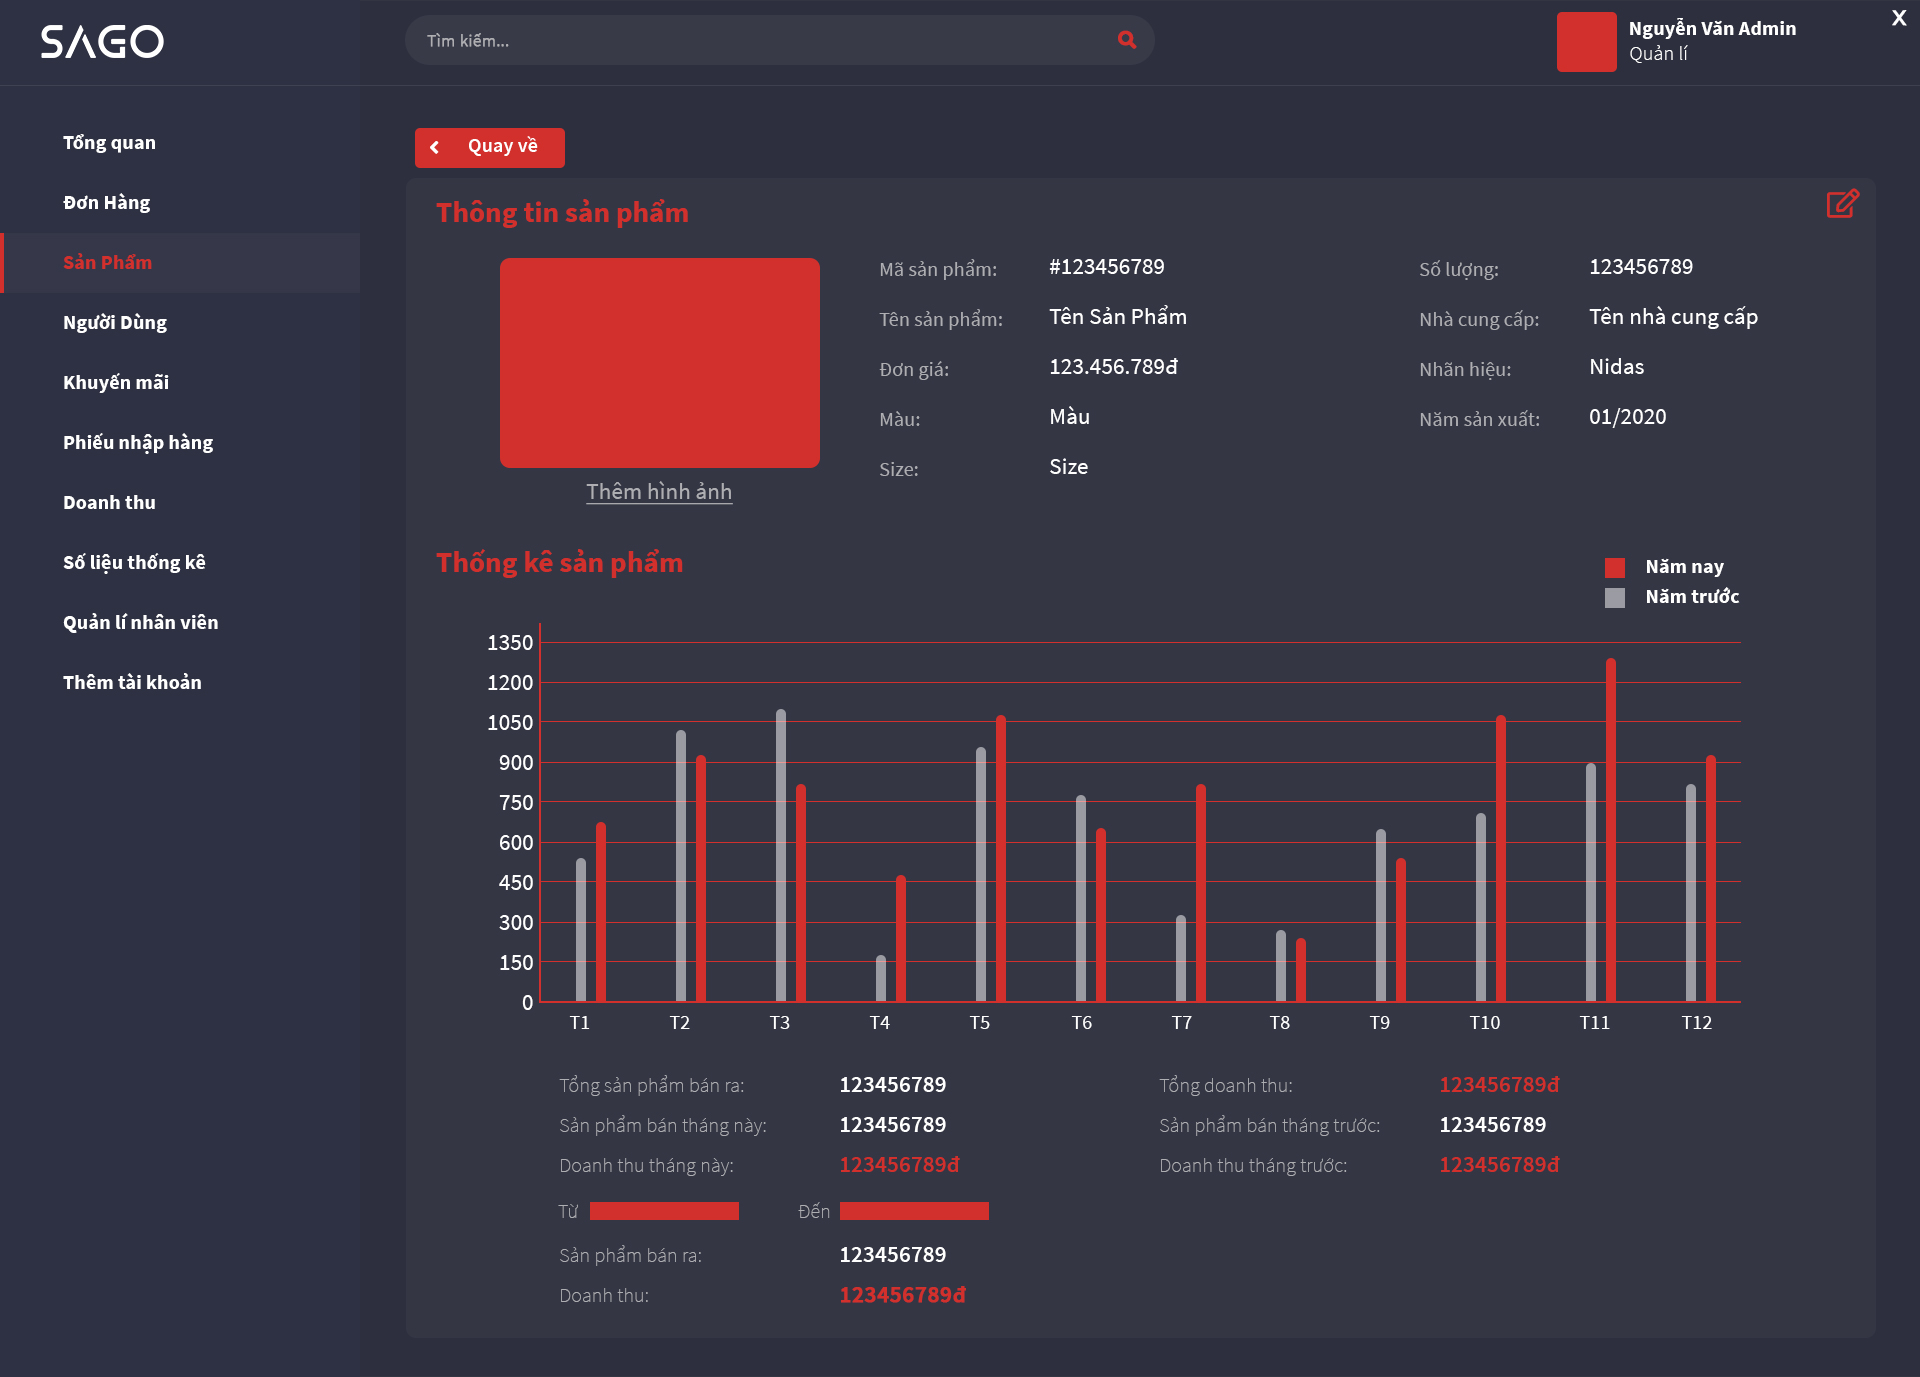 SAGO
Tìm kiếm...
Nguyễn Văn Admin
Quản lí
X
Tổng quan
Đơn Hàng
Sản Phẩm
Người Dùng
Khuyến mãi
Phiếu nhập hàng
Doanh thu
Số liệu thống kê
Quản lí nhân viên
Thêm tài khoản
Quay về
Thông tin sản phẩm
Thêm hình ảnh
Mã sản phẩm: #123456789
Tên sản phẩm: Tên Sản Phẩm
Đơn giá: 123.456.789đ
Màu: Màu
Size: Size
Số lượng: 123456789
Nhà cung cấp: Tên nhà cung cấp
Nhãn hiệu: Nidas
Năm sản xuất: 01/2020
Thống kê sản phẩm
Năm nay
Năm trước
1350
1200
1050
900
750
600
450
300
150
0
T1 T2 T3 T4 T5 T6 T7 T8 T9 T10 T11 T12
Tổng sản phẩm bán ra: 123456789
Tổng doanh thu: 123456789đ
Sản phẩm bán tháng này: 123456789
Sản phẩm bán tháng trước: 123456789
Doanh thu tháng này: 123456789đ
Doanh thu tháng trước: 123456789đ
Từ Đến
Sản phẩm bán ra: 123456789
Doanh thu: 123456789đ